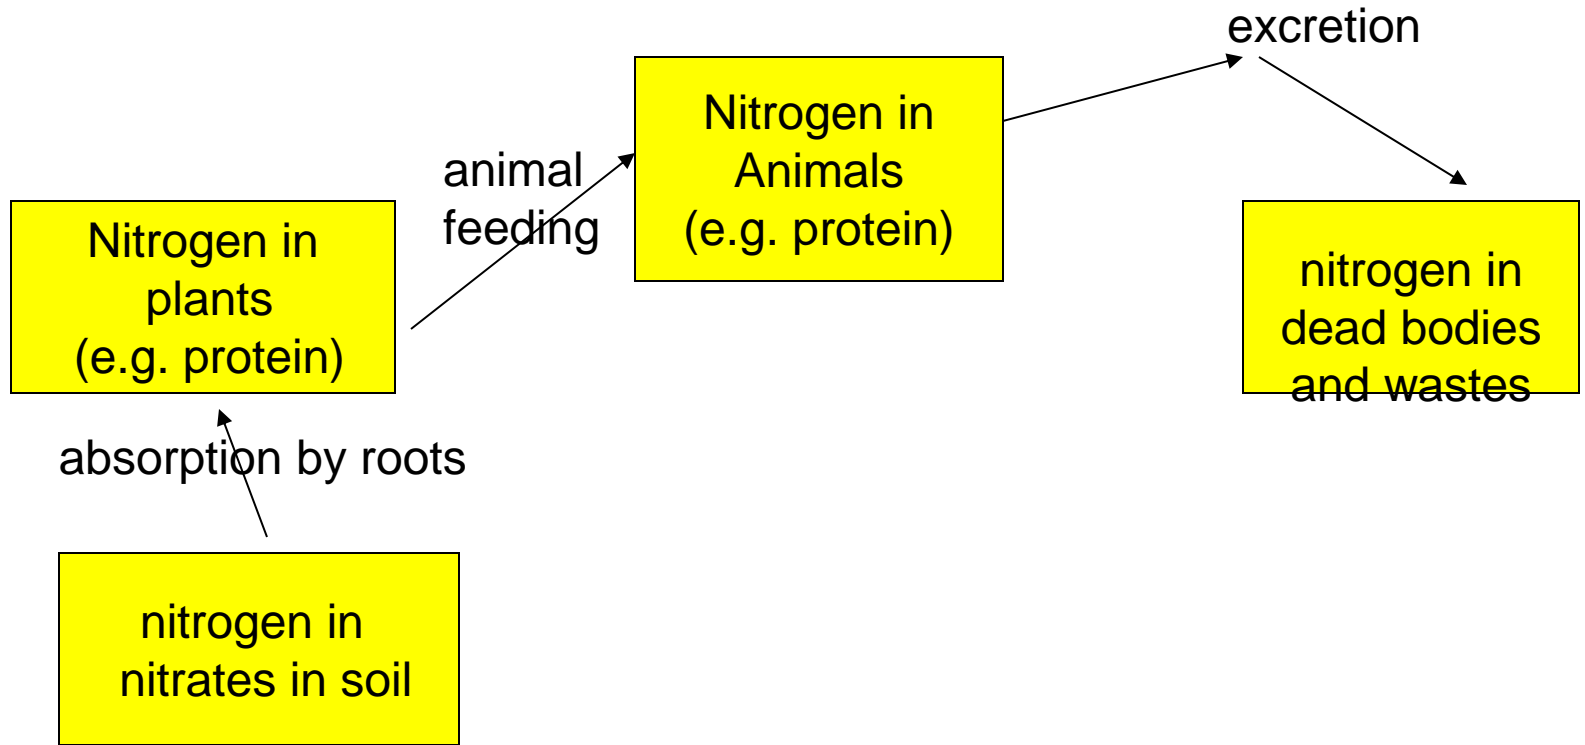 excretion
Nitrogen in
Animals
(e.g. protein)
animal
feeding
Nitrogen in
plants
(e.g. protein)
nitrogen in
dead bodies
and wastes
absorption by roots
nitrogen in
nitrates in soil